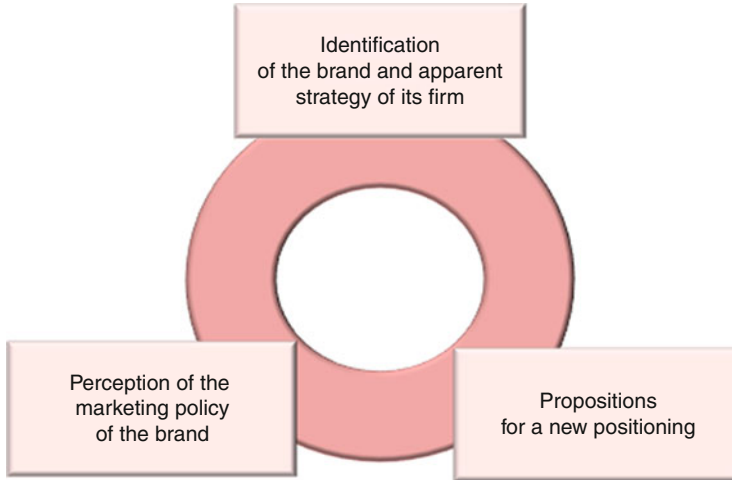 Identification
of the brand and apparent
strategy of its firm
Perception of the
marketing policy
of the brand
Propositions
for a new positioning